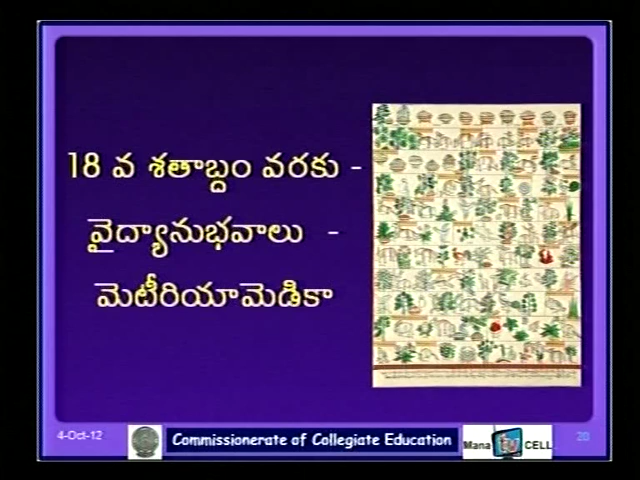 18 వ శతాబ్దం వరకు -
వైద్యానుభవాలు -
మెటీరియామెడికా
4-Oct-12
Commissionerate of Collegiate Education
Mana
CELL
20